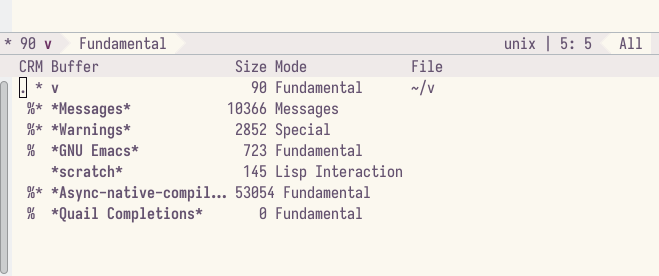 * 90 v Fundamental unix | 5: 5 All
CRM Buffer Size Mode File
. * v 90 Fundamental ~/v
%* *Messages* 10366 Messages
%* *Warnings* 2852 Special
% *GNU Emacs* 723 Fundamental
*scratch* 145 Lisp Interaction
%* *Async-native-compil... 53054 Fundamental
% *Quail Completions* 0 Fundamental